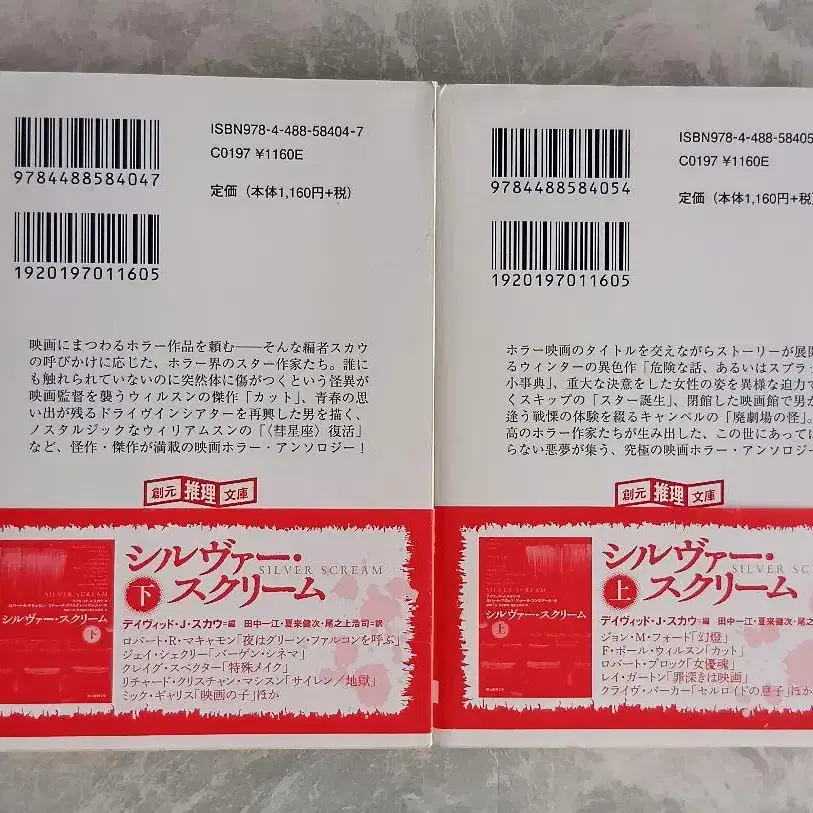 ISBN978-4-488-58404-7
C0197 ¥1160E
9784488584047
定価（本体1,160円+税）
1920197011605
映画にまつわるホラー作品を頼む——そんな編者スカウ
の呼びかけに応じた、ホラー界のスター作家たち。誰に
も触れられていないのに突然体に傷がつくという怪異が
映画監督を襲うウィルスンの傑作「カット」、青春の思
い出が残るドライヴインシアターを再興した男を描く、
ノスタルジックなウィリアムスンの「〈彗星座〉復活」
など、怪作・傑作が満載の映画ホラー・アンソロジー！
創元推理文庫
シルヴァー・
SILVER SCREAM
下 スクリーム
デイヴィッド・J・スカウ編 田中一江・夏来健次・尾之上浩司=訳
ロバート・R・マキャモン「夜はグリーン・ファルコンを呼ぶ」
ジェイ・シェクリー「バーゲン・シネマ」
クレイグ・スペクター「特殊メイク」
リチャード・クリスチャン・マシスン「サイレン／地獄」
ミック・ギャリス「映画の子」ほか
SILVER SCREAM
シルヴァー・スクリーム
下
ISBN978-4-488-58405
C0197 ¥1160E
9784488584054
定価（本体1,160円+税
1920197011605
ホラー映画のタイトルを交えながらストーリーが展開
るウィンターの異色作「危険な話、あるいはスプラッ
小事典」、重大な決意をした女性の姿を異様な迫力で
くスキップの「スター誕生」、閉館した映画館で男が
逢う戦慄の体験を綴るキャンベルの「廃劇場の怪」。
高のホラー作家たちが生み出した、この世にあっては
らない悪夢が集う、究極の映画ホラー・アンソロジー
創元推理文庫
シルヴァー・
SILVER SCREAM
上 スクリーム
デイヴィッド・J・スカウ編 田中一江・夏来健次・尾之
ジョン・M・フォード「幻燈」
F・ポール・ウィルスン「カット」
ロバート・ブロック「女優魂」
レイ・ガートン「罪深きは映画」
クライヴ・バーカー「セルロイドの息子」ほか
SILVER SCREAM
シルヴァー・スクリーム
上